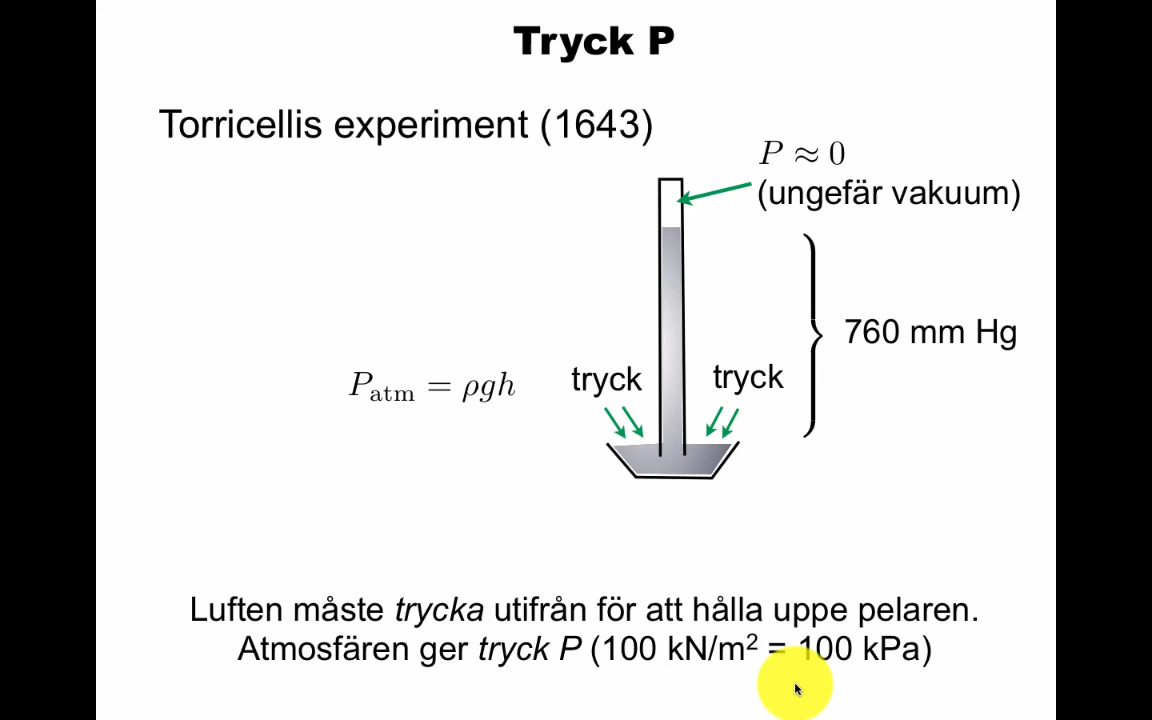 Tryck P
Torricellis experiment (1643)
P ≈ 0
(ungefär vakuum)
760 mm Hg
tryck
tryck
P_atm = ρgh
Luften måste trycka utifrån för att hålla uppe pelaren.
Atmosfären ger tryck P (100 kN/m² = 100 kPa)